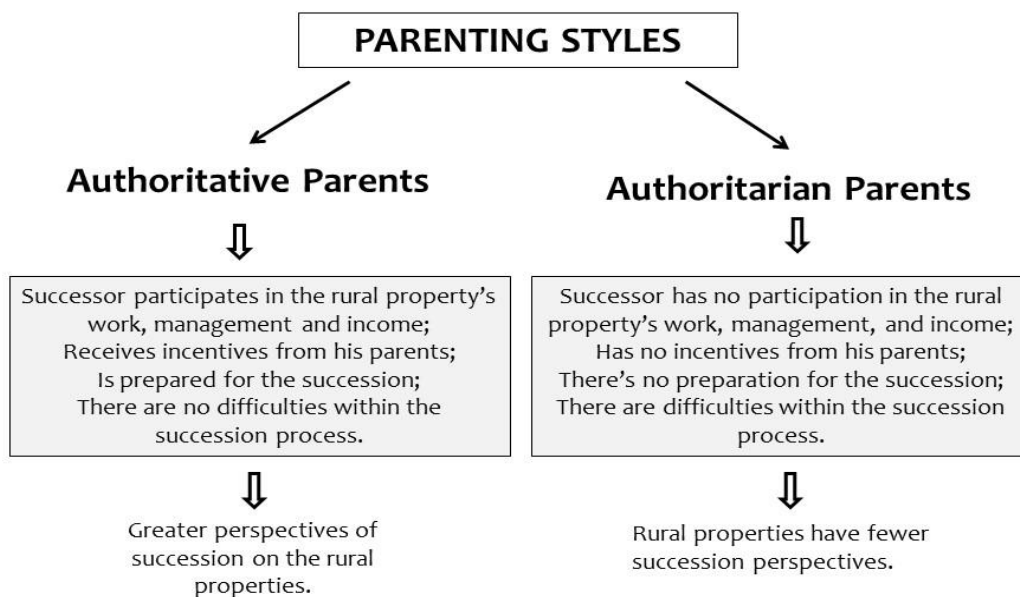 PARENTING STYLES
Authoritative Parents
Successor participates in the rural property’s
work, management and income;
Receives incentives from his parents;
Is prepared for the succession;
There are no difficulties within the
succession process.
Greater perspectives of
succession on the rural
properties.
Authoritarian Parents
Successor has no participation in the rural
property’s work, management, and income;
Has no incentives from his parents;
There’s no preparation for the succession;
There are difficulties within the succession
process.
Rural properties have fewer
succession perspectives.